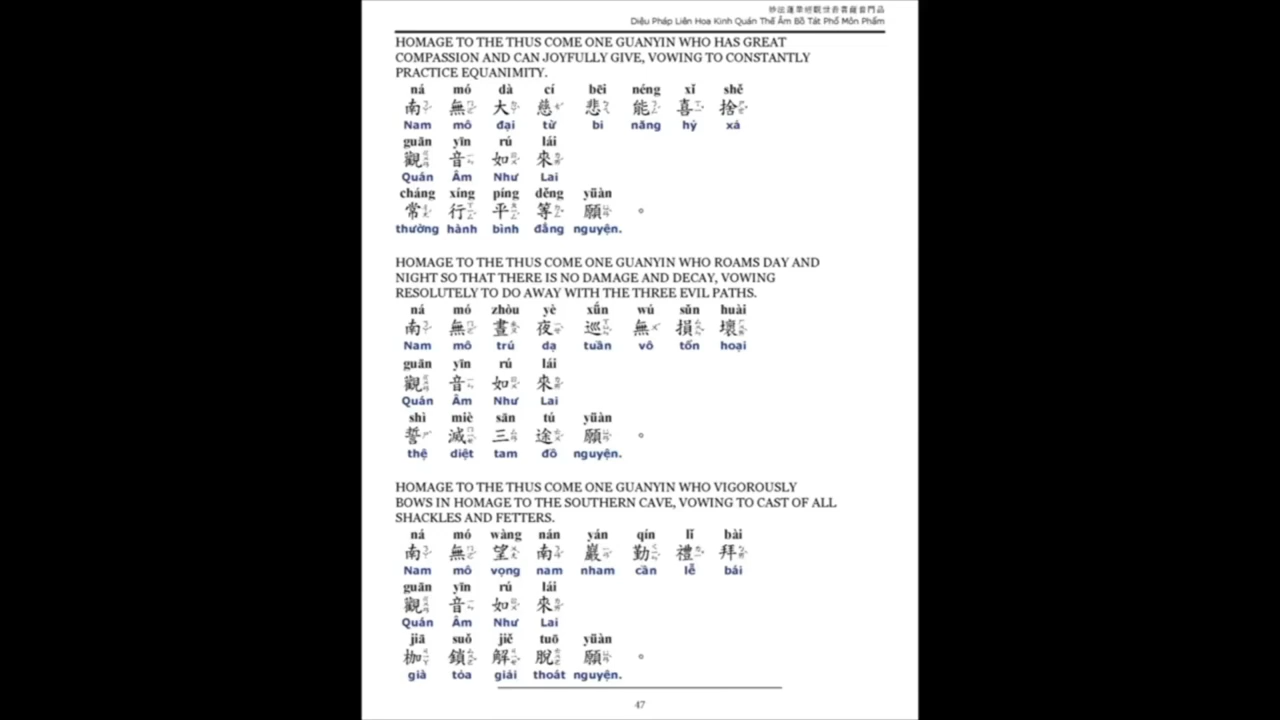 妙法蓮華經觀世音菩薩普門品
Diệu Pháp Liên Hoa Kinh Quán Thế Âm Bồ Tát Phổ Môn Phẩm
HOMAGE TO THE THUS COME ONE GUANYIN WHO HAS GREAT
COMPASSION AND CAN JOYFULLY GIVE, VOWING TO CONSTANTLY
PRACTICE EQUANIMITY.
ná mó dà cí bēi néng xǐ shě
南 無 大 慈 悲 能 喜 捨
Nam mô đại từ bi năng hỷ xả
guān yīn rú lái
觀 音 如 來
Quán Âm Như Lai
cháng xíng píng děng yüàn
常 行 平 等 願 。
thường hành bình đẳng nguyện.
HOMAGE TO THE THUS COME ONE GUANYIN WHO ROAMS DAY AND
NIGHT SO THAT THERE IS NO DAMAGE AND DECAY, VOWING
RESOLUTELY TO DO AWAY WITH THE THREE EVIL PATHS.
ná mó zhòu yè xǘn wú sǔn huài
南 無 晝 夜 巡 無 損 壞
Nam mô trú dạ tuần vô tổn hoại
guān yīn rú lái
觀 音 如 來
Quán Âm Như Lai
shì miè sān tú yüàn
誓 滅 三 途 願 。
thệ diệt tam đồ nguyện.
HOMAGE TO THE THUS COME ONE GUANYIN WHO VIGOROUSLY
BOWS IN HOMAGE TO THE SOUTHERN CAVE, VOWING TO CAST OF ALL
SHACKLES AND FETTERS.
ná mó wàng nán yán qín lǐ bài
南 無 望 南 巖 勤 禮 拜
Nam mô vọng nam nham cần lễ bái
guān yīn rú lái
觀 音 如 來
Quán Âm Như Lai
jiā suǒ jiě tuō yüàn
枷 鎖 解 脫 願 。
già tỏa giải thoát nguyện.
47